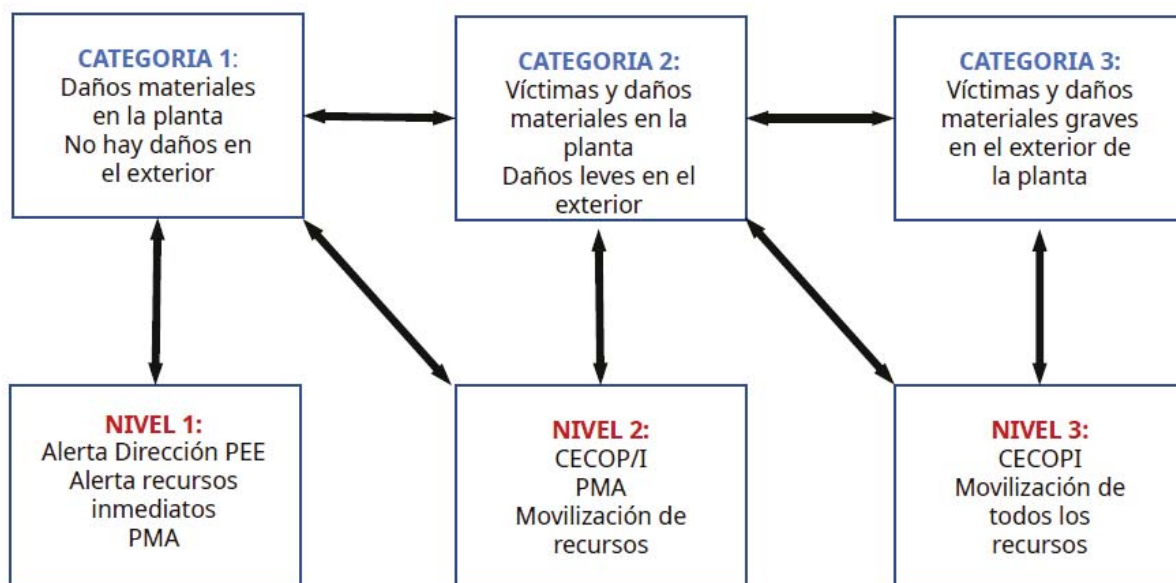 CATEGORIA 1:
Daños materiales
en la planta
No hay daños en
el exterior
CATEGORIA 2:
Víctimas y daños
materiales en la
planta
Daños leves en el
exterior
CATEGORIA 3:
Víctimas y daños
materiales graves
en el exterior de
la planta
NIVEL 1:
Alerta Dirección PEE
Alerta recursos
inmediatos
PMA
NIVEL 2:
CECOP/I
PMA
Movilización de
recursos
NIVEL 3:
CECOPI
Movilización de
todos los
recursos